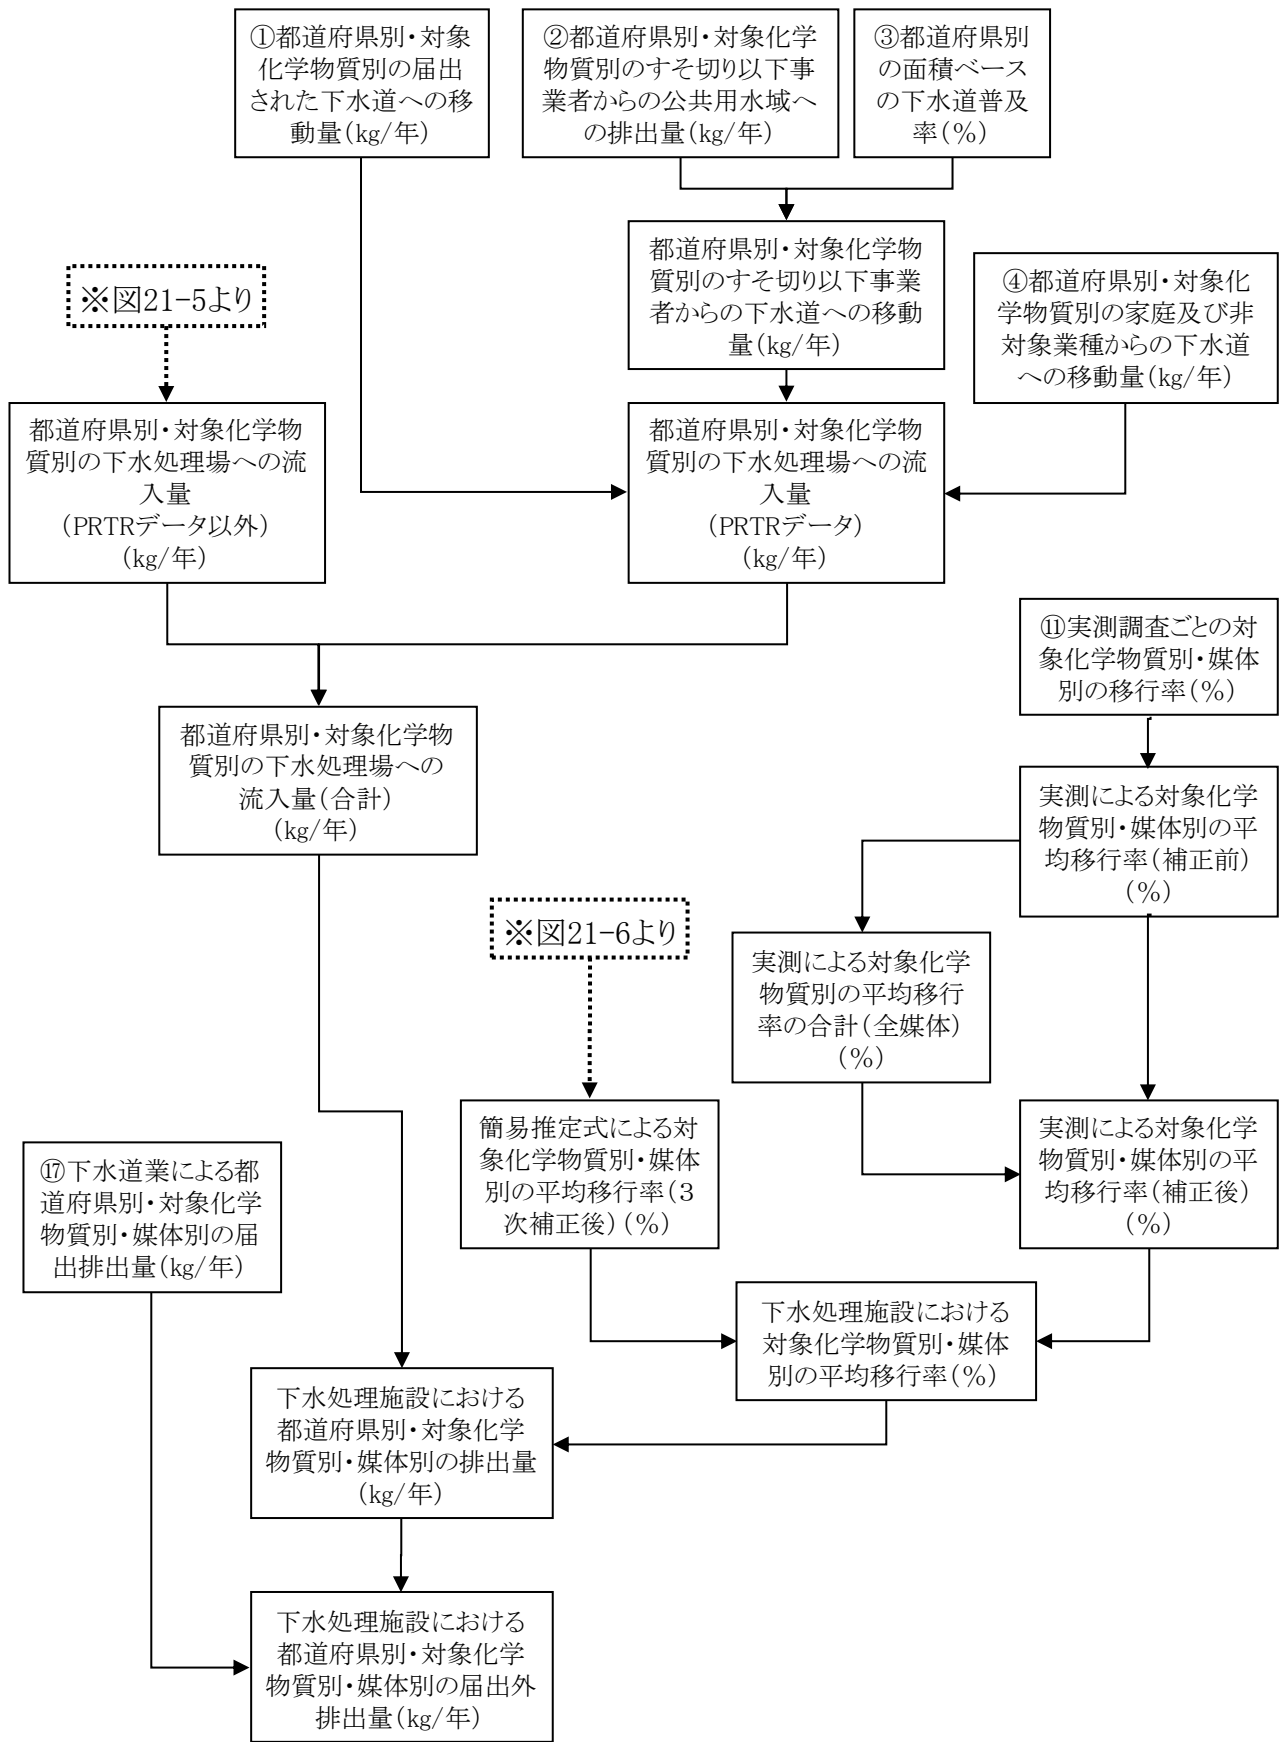 ①都道府県別・対象
化学物質別の届出
された下水道への移
動量(kg/年)
②都道府県別・対象化学
物質別のすそ切り以下事
業者からの公共用水域へ
の排出量(kg/年)
③都道府県別
の面積ベース
の下水道普及
率(%)
都道府県別・対象化学物
質別のすそ切り以下事業
者からの下水道への移動
量(kg/年)
④都道府県別・対象化
学物質別の家庭及び非
対象業種からの下水道
への移動量(kg/年)
※図21-5より
都道府県別・対象化学物
質別の下水処理場への流
入量
(PRTRデータ以外)
(kg/年)
都道府県別・対象化学物
質別の下水処理場への流
入量
(PRTRデータ)
(kg/年)
⑪実測調査ごとの対
象化学物質別・媒体
別の移行率(%)
都道府県別・対象化学物
質別の下水処理場への
流入量(合計)
(kg/年)
実測による対象化学
物質別・媒体別の平
均移行率(補正前)
(%)
※図21-6より
実測による対象化学
物質別の平均移行
率の合計(全媒体)
(%)
簡易推定式による対
象化学物質別・媒体
別の平均移行率(3
次補正後)(%)
実測による対象化学
物質別・媒体別の平
均移行率(補正後)
(%)
⑰下水道業による都
道府県別・対象化学
物質別・媒体別の届
出排出量(kg/年)
下水処理施設における
対象化学物質別・媒体
別の平均移行率(%)
下水処理施設における
都道府県別・対象化学
物質別・媒体別の排出量
(kg/年)
下水処理施設における
都道府県別・対象化学
物質別・媒体別の届出外
排出量(kg/年)